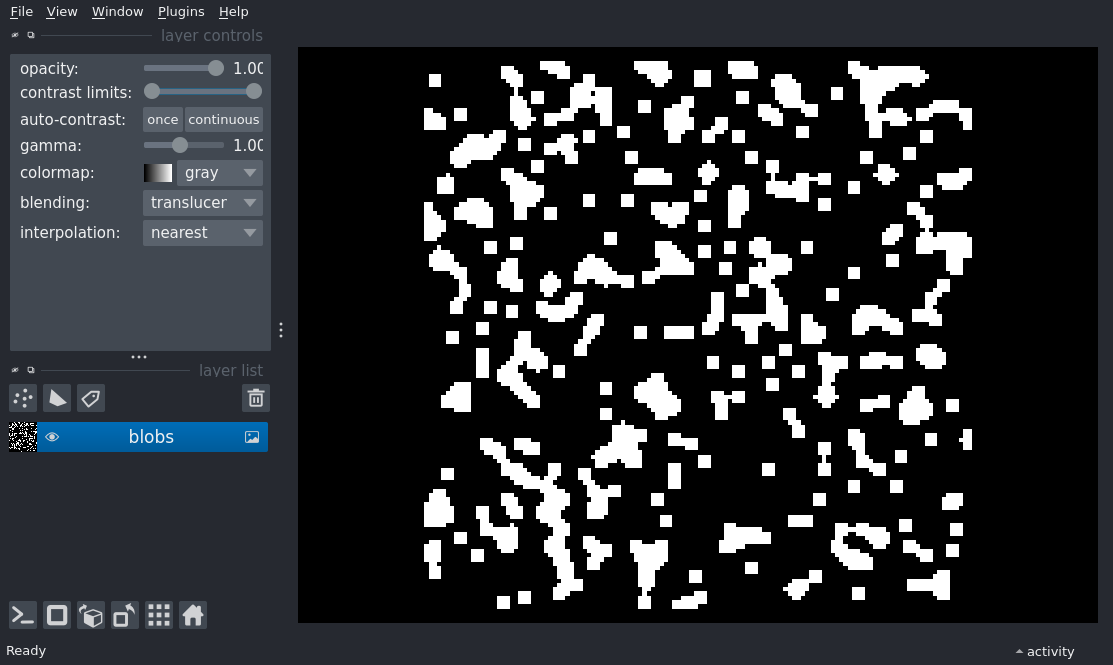 File View Window Plugins Help
layer controls
opacity: 1.00
contrast limits:
auto-contrast: once continuous
gamma: 1.00
colormap: gray
blending: translucer
interpolation: nearest
layer list
blobs
Ready
activity